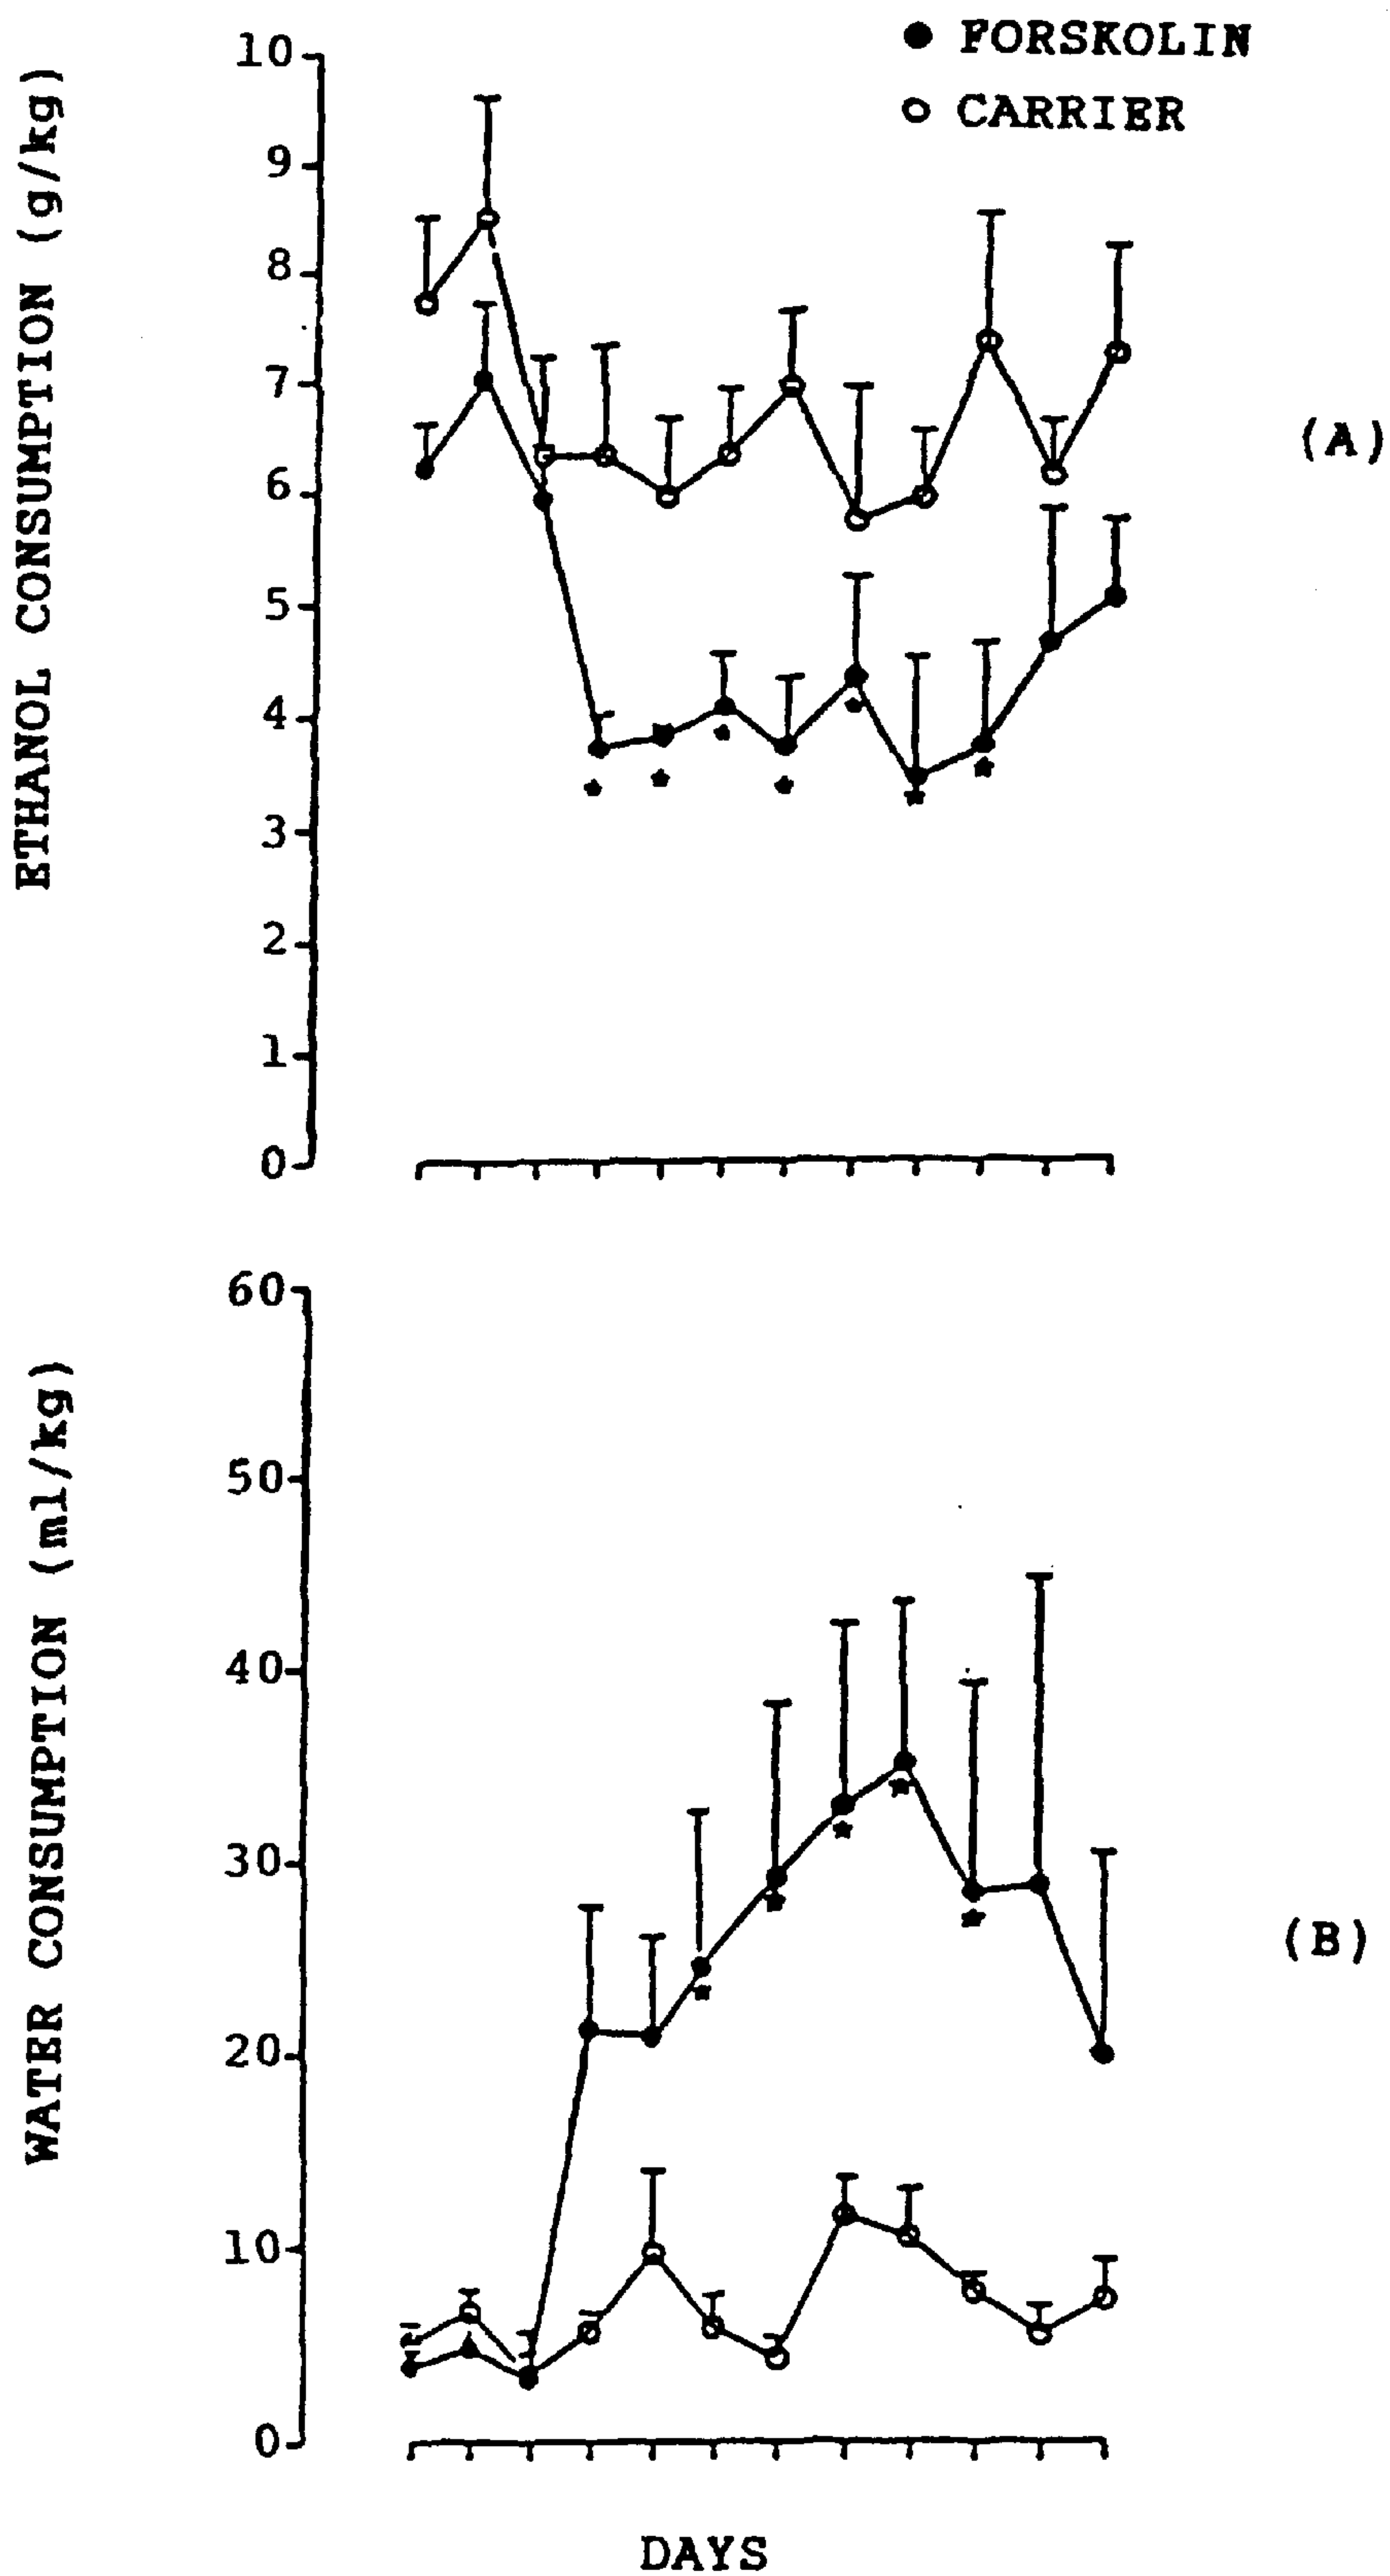 ● FORSKOLIN
○ CARRIER
ETHANOL CONSUMPTION (g/kg)
10
9
8
7
6
5
4
3
2
1
0
(A)
WATER CONSUMPTION (ml/kg)
60
50
40
30
20
10
0
(B)
DAYS